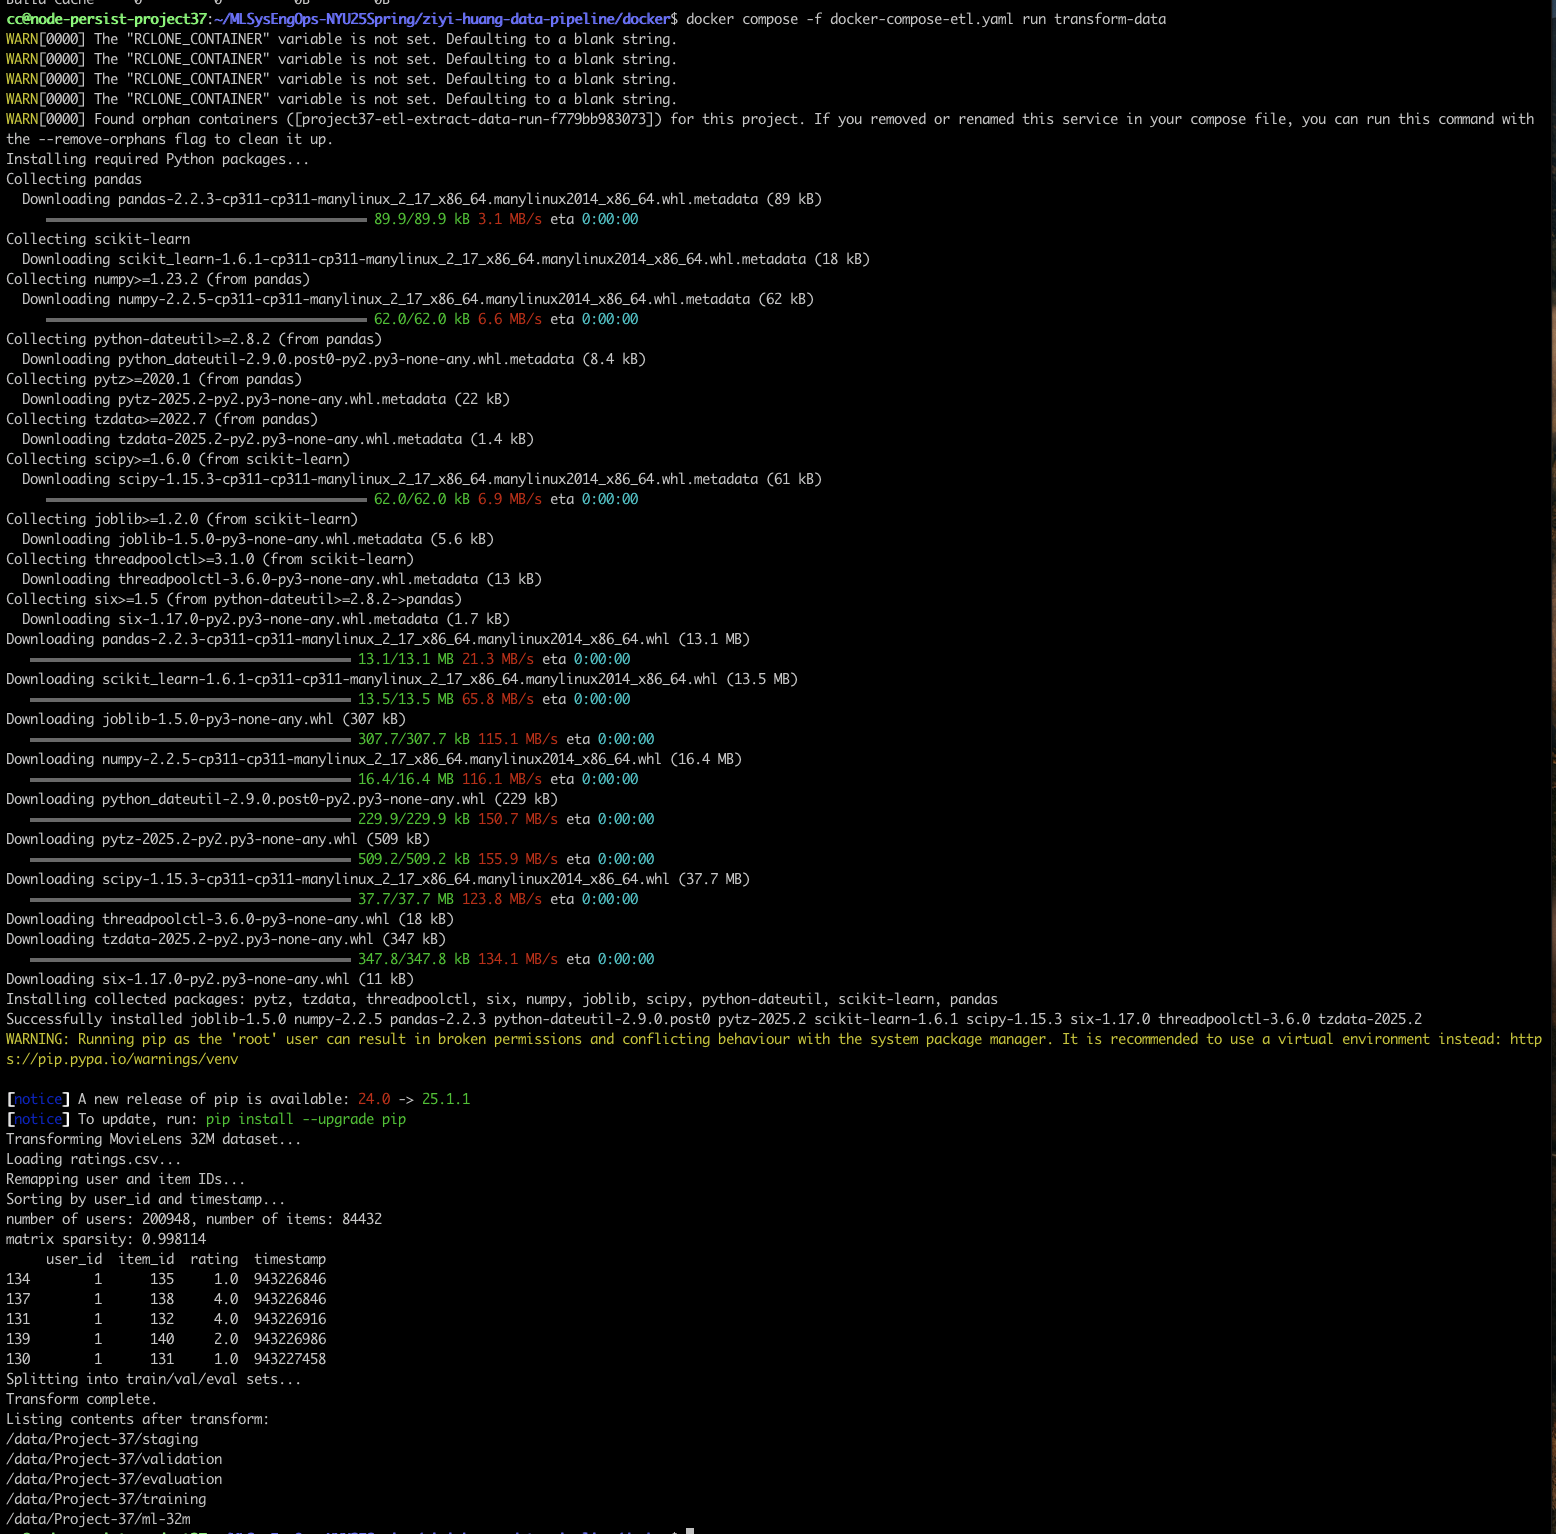 cc@node-persist-project37:~/MLSysEngOps-NYU25Spring/ziyi-huang-data-pipeline/docker$ docker compose -f docker-compose-etl.yaml run transform-data
WARN[0000] The "RCLONE_CONTAINER" variable is not set. Defaulting to a blank string.
WARN[0000] The "RCLONE_CONTAINER" variable is not set. Defaulting to a blank string.
WARN[0000] The "RCLONE_CONTAINER" variable is not set. Defaulting to a blank string.
WARN[0000] The "RCLONE_CONTAINER" variable is not set. Defaulting to a blank string.
WARN[0000] Found orphan containers ([project37-etl-extract-data-run-f779bb983073]) for this project. If you removed or renamed this service in your compose file, you can run this command with
the --remove-orphans flag to clean it up.
Installing required Python packages...
Collecting pandas
  Downloading pandas-2.2.3-cp311-cp311-manylinux_2_17_x86_64.manylinux2014_x86_64.whl.metadata (89 kB)
89.9/89.9 kB 3.1 MB/s eta 0:00:00
Collecting scikit-learn
  Downloading scikit_learn-1.6.1-cp311-cp311-manylinux_2_17_x86_64.manylinux2014_x86_64.whl.metadata (18 kB)
Collecting numpy>=1.23.2 (from pandas)
  Downloading numpy-2.2.5-cp311-cp311-manylinux_2_17_x86_64.manylinux2014_x86_64.whl.metadata (62 kB)
62.0/62.0 kB 6.6 MB/s eta 0:00:00
Collecting python-dateutil>=2.8.2 (from pandas)
  Downloading python_dateutil-2.9.0.post0-py2.py3-none-any.whl.metadata (8.4 kB)
Collecting pytz>=2020.1 (from pandas)
  Downloading pytz-2025.2-py2.py3-none-any.whl.metadata (22 kB)
Collecting tzdata>=2022.7 (from pandas)
  Downloading tzdata-2025.2-py2.py3-none-any.whl.metadata (1.4 kB)
Collecting scipy>=1.6.0 (from scikit-learn)
  Downloading scipy-1.15.3-cp311-cp311-manylinux_2_17_x86_64.manylinux2014_x86_64.whl.metadata (61 kB)
62.0/62.0 kB 6.9 MB/s eta 0:00:00
Collecting joblib>=1.2.0 (from scikit-learn)
  Downloading joblib-1.5.0-py3-none-any.whl.metadata (5.6 kB)
Collecting threadpoolctl>=3.1.0 (from scikit-learn)
  Downloading threadpoolctl-3.6.0-py3-none-any.whl.metadata (13 kB)
Collecting six>=1.5 (from python-dateutil>=2.8.2->pandas)
  Downloading six-1.17.0-py2.py3-none-any.whl.metadata (1.7 kB)
Downloading pandas-2.2.3-cp311-cp311-manylinux_2_17_x86_64.manylinux2014_x86_64.whl (13.1 MB)
13.1/13.1 MB 21.3 MB/s eta 0:00:00
Downloading scikit_learn-1.6.1-cp311-cp311-manylinux_2_17_x86_64.manylinux2014_x86_64.whl (13.5 MB)
13.5/13.5 MB 65.8 MB/s eta 0:00:00
Downloading joblib-1.5.0-py3-none-any.whl (307 kB)
307.7/307.7 kB 115.1 MB/s eta 0:00:00
Downloading numpy-2.2.5-cp311-cp311-manylinux_2_17_x86_64.manylinux2014_x86_64.whl (16.4 MB)
16.4/16.4 MB 116.1 MB/s eta 0:00:00
Downloading python_dateutil-2.9.0.post0-py2.py3-none-any.whl (229 kB)
229.9/229.9 kB 150.7 MB/s eta 0:00:00
Downloading pytz-2025.2-py2.py3-none-any.whl (509 kB)
509.2/509.2 kB 155.9 MB/s eta 0:00:00
Downloading scipy-1.15.3-cp311-cp311-manylinux_2_17_x86_64.manylinux2014_x86_64.whl (37.7 MB)
37.7/37.7 MB 123.8 MB/s eta 0:00:00
Downloading threadpoolctl-3.6.0-py3-none-any.whl (18 kB)
Downloading tzdata-2025.2-py2.py3-none-any.whl (347 kB)
347.8/347.8 kB 134.1 MB/s eta 0:00:00
Downloading six-1.17.0-py2.py3-none-any.whl (11 kB)
Installing collected packages: pytz, tzdata, threadpoolctl, six, numpy, joblib, scipy, python-dateutil, scikit-learn, pandas
Successfully installed joblib-1.5.0 numpy-2.2.5 pandas-2.2.3 python-dateutil-2.9.0.post0 pytz-2025.2 scikit-learn-1.6.1 scipy-1.15.3 six-1.17.0 threadpoolctl-3.6.0 tzdata-2025.2
WARNING: Running pip as the 'root' user can result in broken permissions and conflicting behaviour with the system package manager. It is recommended to use a virtual environment instead: http
s://pip.pypa.io/warnings/venv
[notice] A new release of pip is available: 24.0 -> 25.1.1
[notice] To update, run: pip install --upgrade pip
Transforming MovieLens 32M dataset...
Loading ratings.csv...
Remapping user and item IDs...
Sorting by user_id and timestamp...
number of users: 200948, number of items: 84432
matrix sparsity: 0.998114
user_id  item_id  rating  timestamp
134        1      135     1.0  943226846
137        1      138     4.0  943226846
131        1      132     4.0  943226916
139        1      140     2.0  943226986
130        1      131     1.0  943227458
Splitting into train/val/eval sets...
Transform complete.
Listing contents after transform:
/data/Project-37/staging
/data/Project-37/validation
/data/Project-37/evaluation
/data/Project-37/training
/data/Project-37/ml-32m